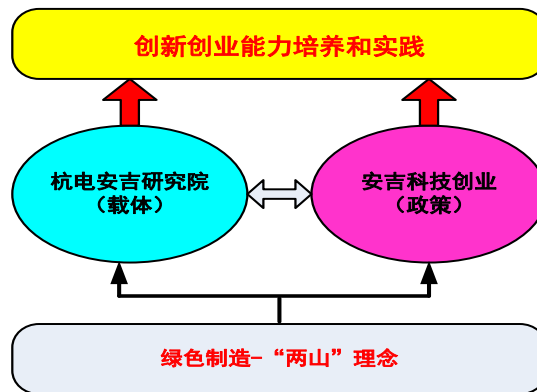 创新创业能力培养和实践
杭电安吉研究院
（载体）
安吉科技创业
（政策）
绿色制造-“两山”理念